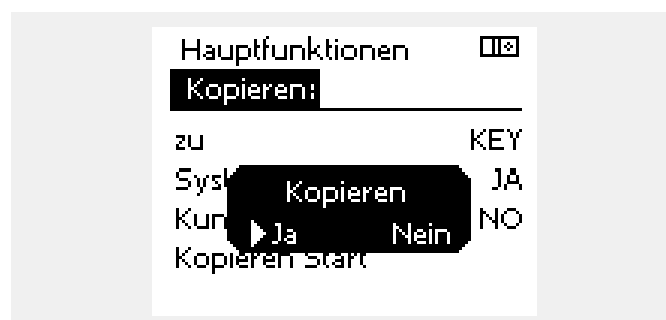 Hauptfunktionen
Kopieren:
zu KEY
JA
NO
Kopieren
Ja Nein
Kopieren Start